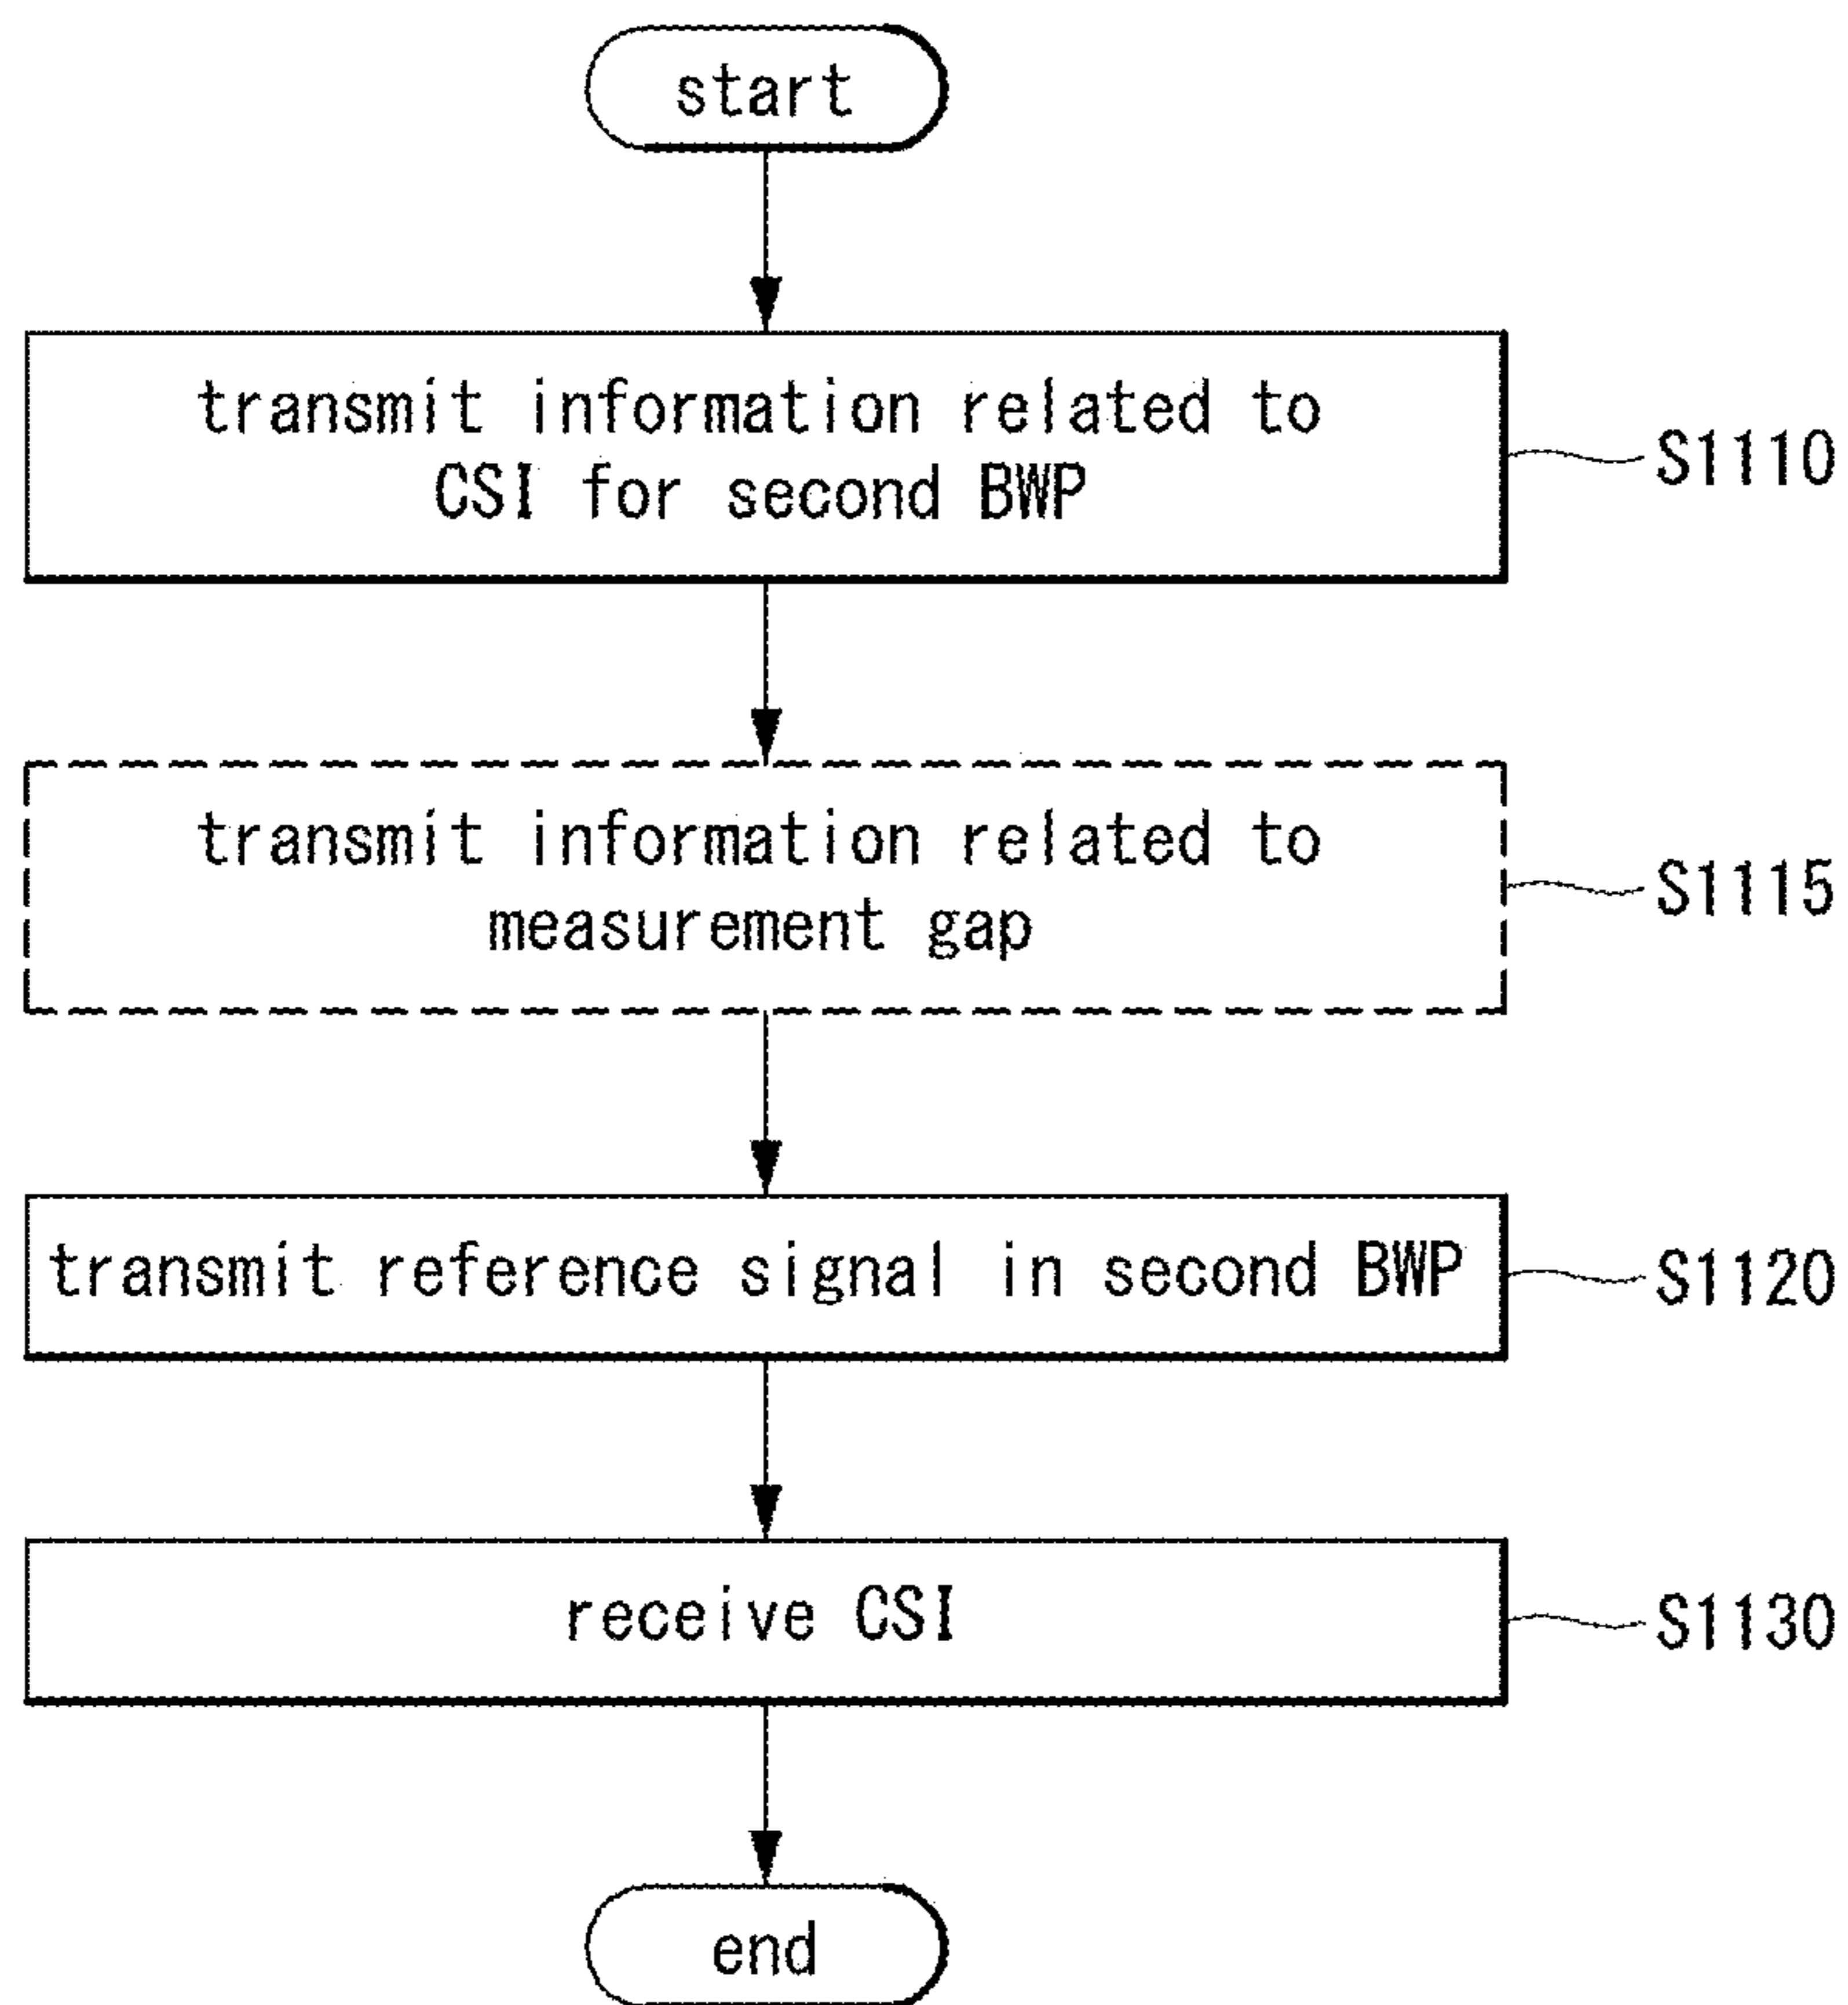 start
transmit information related to
CSI for second BWP
S1110
transmit information related to
measurement gap
S1115
transmit reference signal in second BWP
S1120
receive CSI
S1130
end